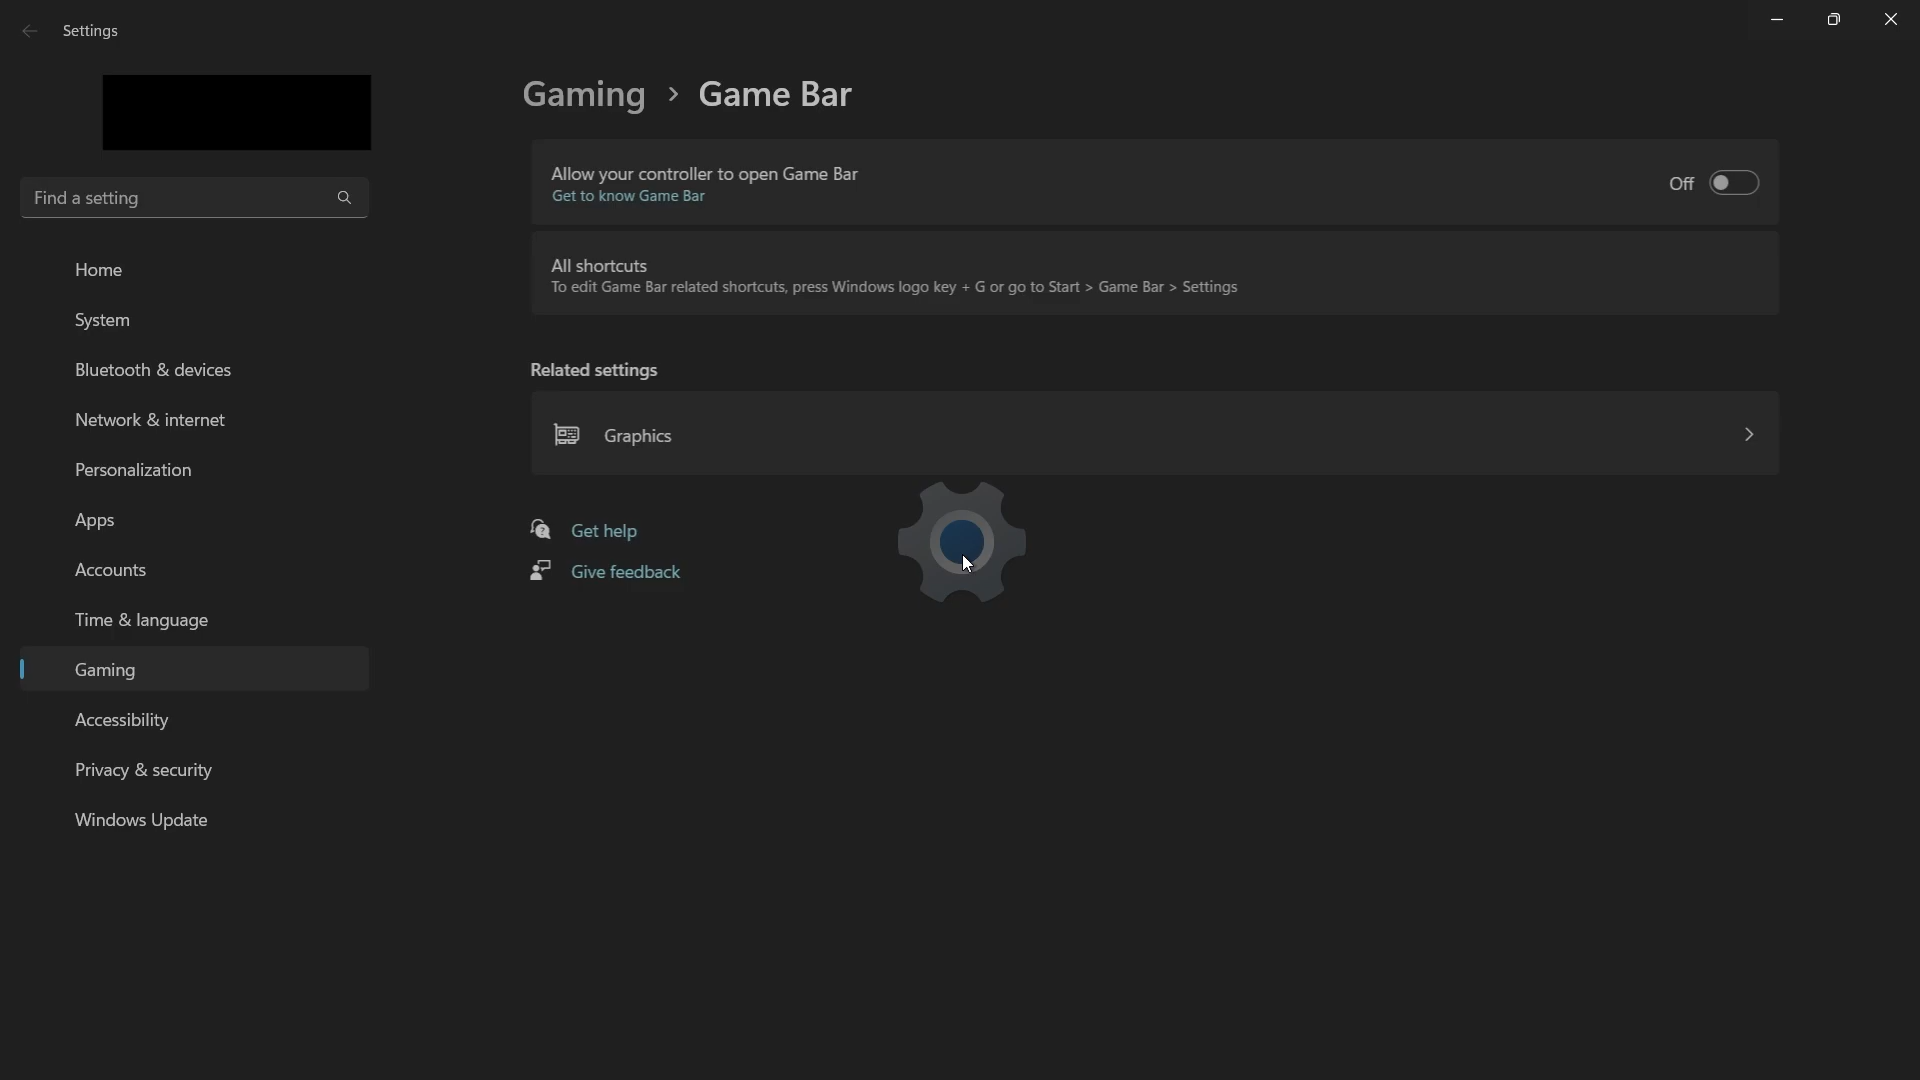 Settings
Gaming > Game Bar
Allow your controller to open Game Bar
Get to know Game Bar
Off
Find a setting
All shortcuts
To edit Game Bar related shortcuts, press Windows logo key + G or go to Start > Game Bar > Settings
Related settings
Graphics
Get help
Give feedback
Home
System
Bluetooth & devices
Network & internet
Personalization
Apps
Accounts
Time & language
Gaming
Accessibility
Privacy & security
Windows Update